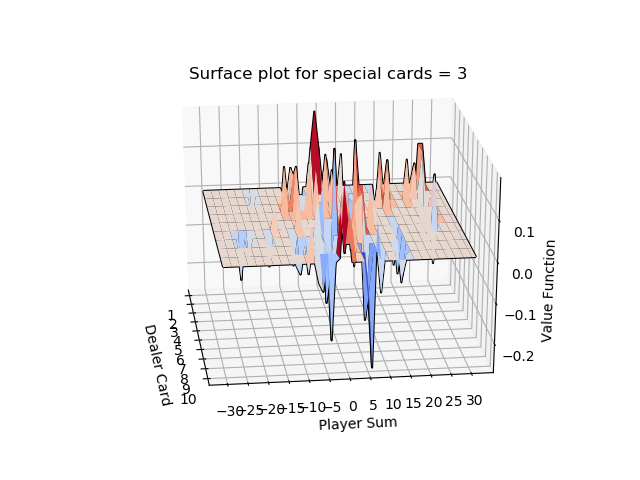 Surface plot for special cards = 3
0.1
0.0
−0.1
−0.2
Value Function
1
2
3
4
5
6
7
8
9
10
Dealer Card
−30 −25 −20 −15 −10 −5 0 5 10 15 20 25 30
Player Sum